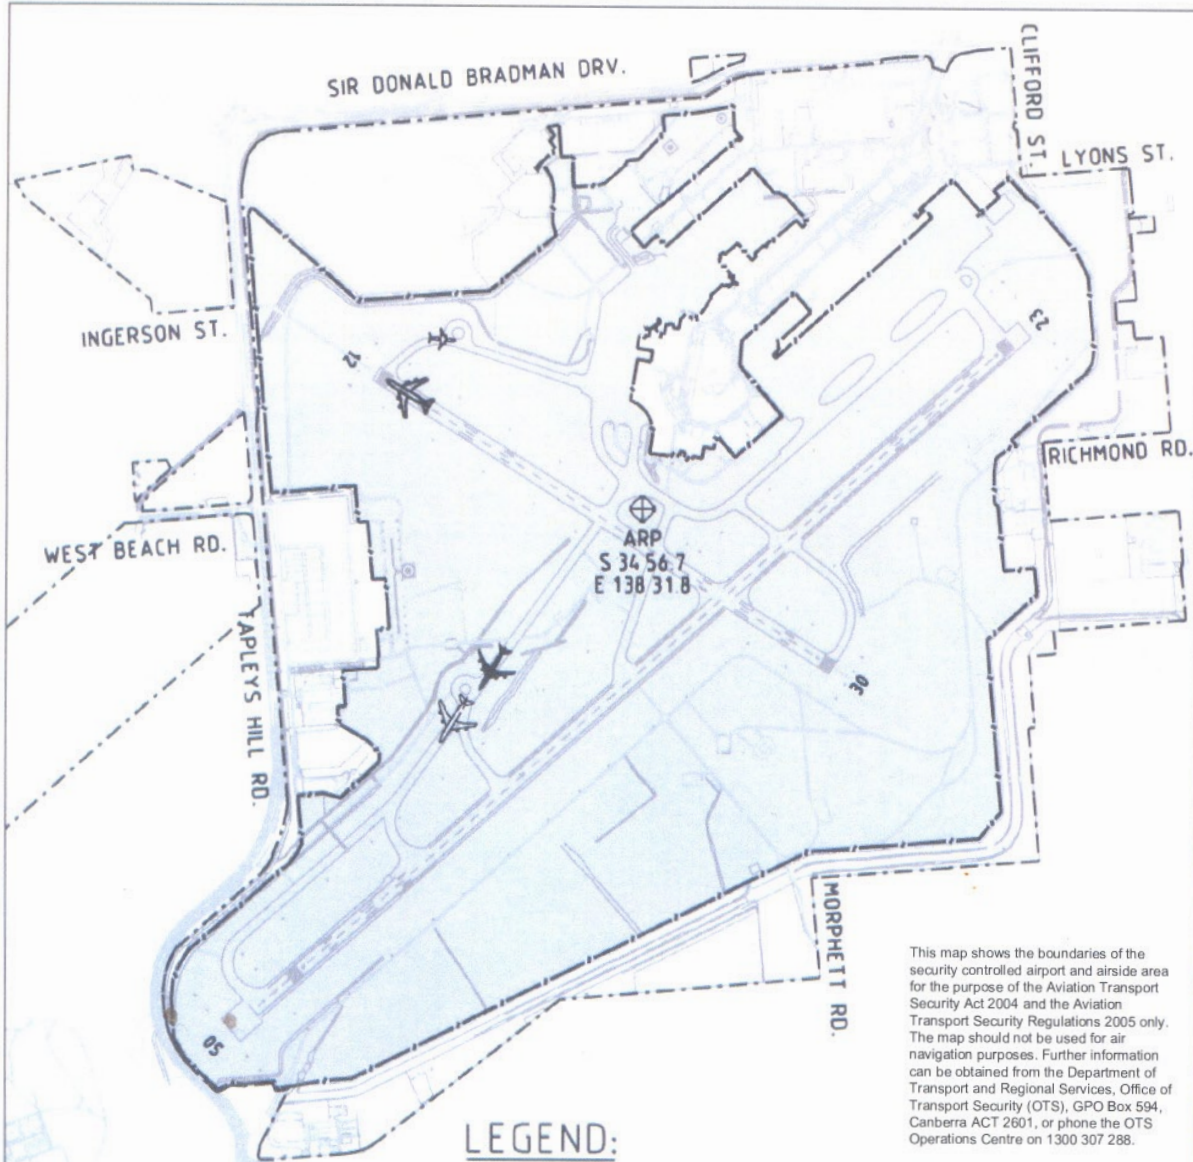 SIR DONALD BRADMAN DRV.
CLIFFORD ST.
LYONS ST.
INGERSON ST.
12
23
RICHMOND RD.
WEST BEACH RD.
ARP
S 34 56.7
E 138 31.8
TAPLEYS HILL RD.
30
MORPHETT RD.
05
This map shows the boundaries of the
security controlled airport and airside area
for the purpose of the Aviation Transport
Security Act 2004 and the Aviation
Transport Security Regulations 2005 only.
The map should not be used for air
navigation purposes. Further information
can be obtained from the Department of
Transport and Regional Services, Office of
Transport Security (OTS), GPO Box 594,
Canberra ACT 2601, or phone the OTS
Operations Centre on 1300 307 288.
LEGEND: